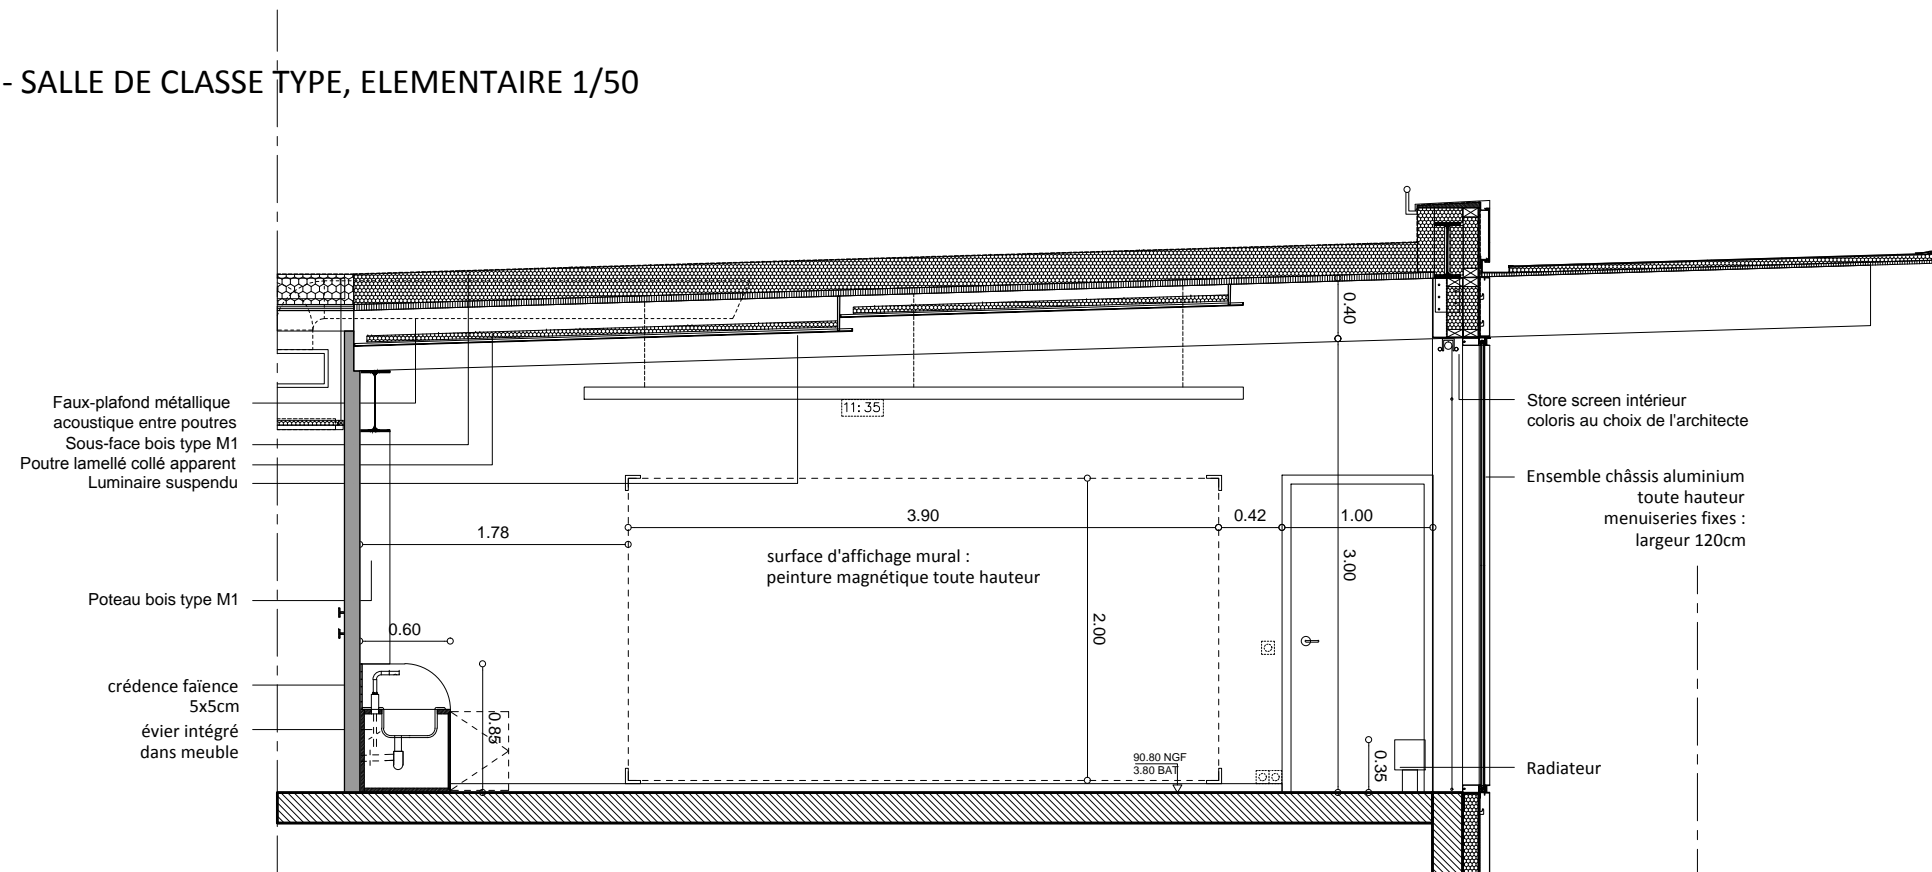 - SALLE DE CLASSE TYPE, ELEMENTAIRE 1/50
0.40
Faux-plafond métallique
acoustique entre poutres
Sous-face bois type M1
Poutre lamellé collé apparent
Luminaire suspendu
11:35
Store screen intérieur
coloris au choix de l'architecte
Ensemble châssis aluminium
toute hauteur
menuiseries fixes :
largeur 120cm
1.78
3.90
0.42
1.00
surface d'affichage mural :
peinture magnétique toute hauteur
3.00
Poteau bois type M1
0.60
2.00
crédence faïence
5x5cm
évier intégré
dans meuble
0.85
90.80 NGF
3.80 BAT
0.35
Radiateur